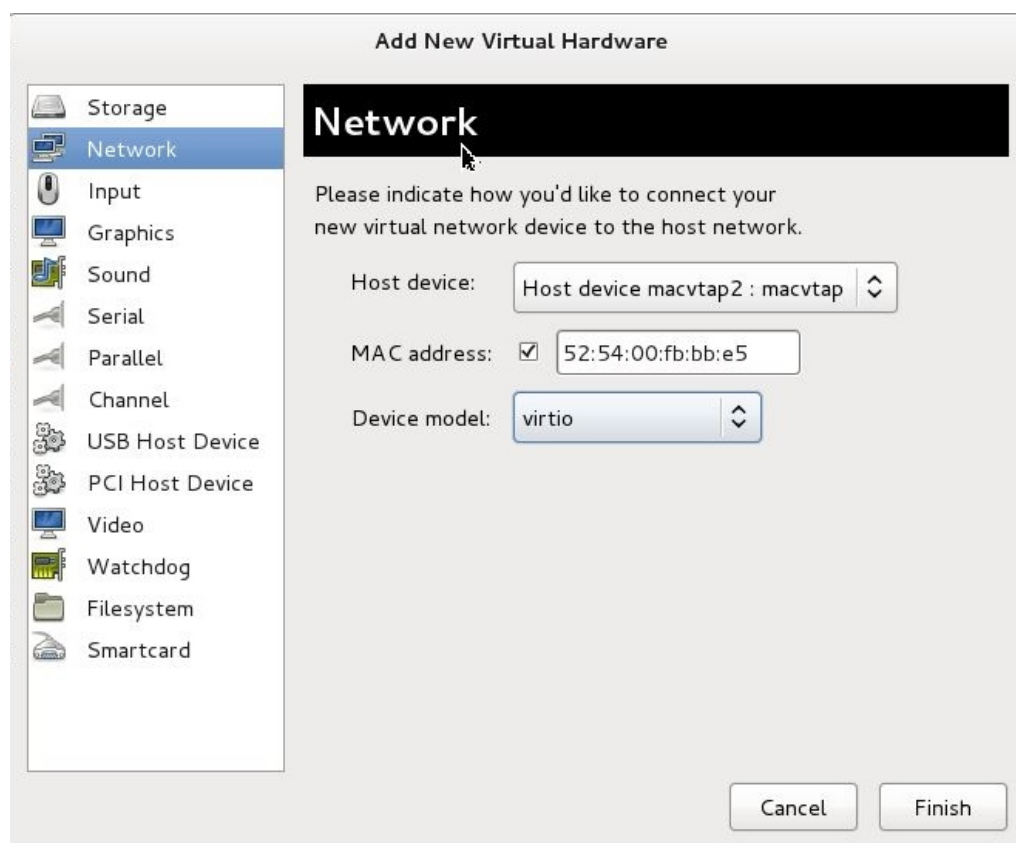 Add New Virtual Hardware
Storage
Network
Input
Graphics
Sound
Serial
Parallel
Channel
USB Host Device
PCI Host Device
Video
Watchdog
Filesystem
Smartcard
Network
Please indicate how you'd like to connect your
new virtual network device to the host network.
Host device: Host device macvtap2 : macvtap
MAC address: 52:54:00:fb:bb:e5
Device model: virtio
Cancel Finish